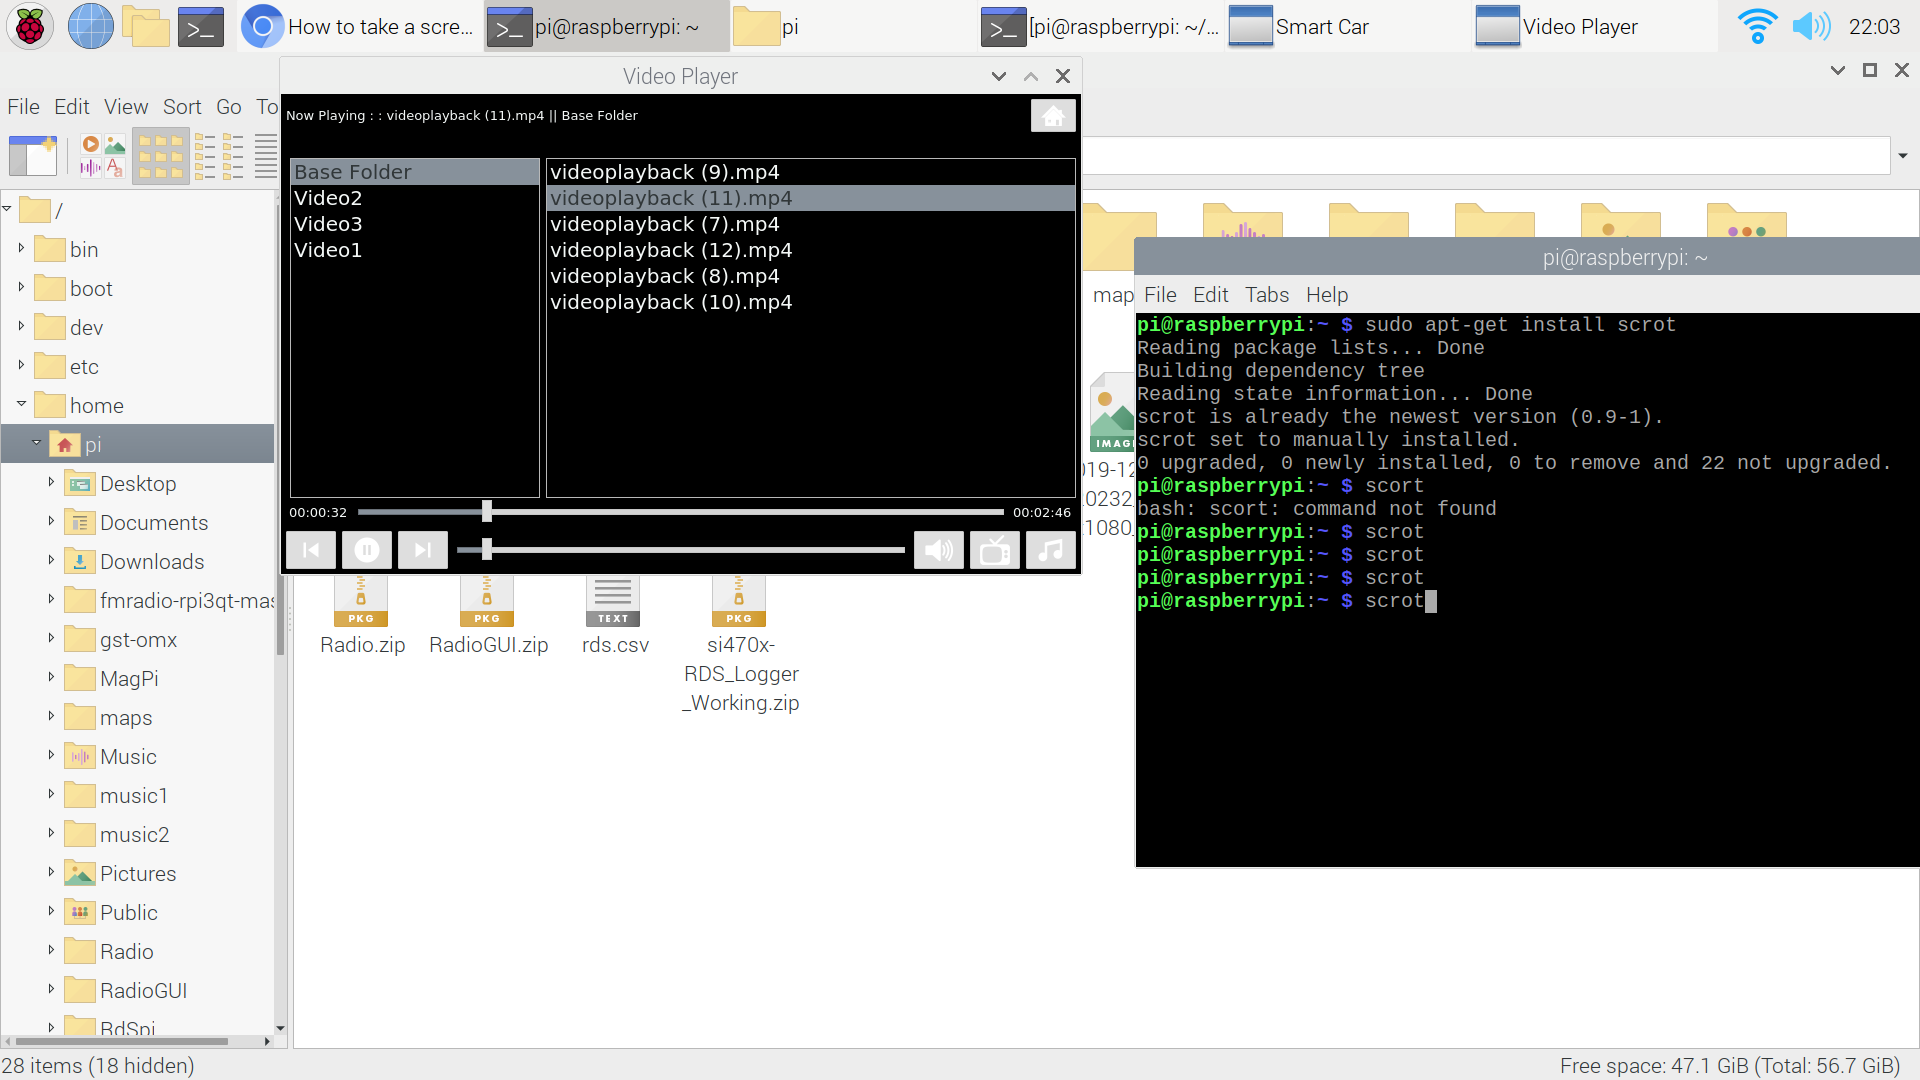 How to take a scre...
pi@raspberrypi: ~
pi
[pi@raspberrypi: ~/...
Smart Car
Video Player
22:03
Video Player
File Edit View Sort Go To
Now Playing : : videoplayback (11).mp4 || Base Folder
Base Folder
Video2
Video3
Video1
videoplayback (9).mp4
videoplayback (11).mp4
videoplayback (7).mp4
videoplayback (12).mp4
videoplayback (8).mp4
videoplayback (10).mp4
00:00:32
00:02:46
/
bin
boot
dev
etc
home
pi
Desktop
Documents
Downloads
fmradio-rpi3qt-mas
gst-omx
MagPi
maps
Music
music1
music2
Pictures
Public
Radio
RadioGUI
RdSpi
map
IMAG
019-12
0232
1080
PKG
Radio.zip
PKG
RadioGUI.zip
TEXT
rds.csv
PKG
si470x-
RDS_Logger
_Working.zip
pi@raspberrypi: ~
File Edit Tabs Help
pi@raspberrypi:~ $ sudo apt-get install scrot
Reading package lists... Done
Building dependency tree
Reading state information... Done
scrot is already the newest version (0.9-1).
scrot set to manually installed.
0 upgraded, 0 newly installed, 0 to remove and 22 not upgraded.
pi@raspberrypi:~ $ scort
bash: scort: command not found
pi@raspberrypi:~ $ scrot
pi@raspberrypi:~ $ scrot
pi@raspberrypi:~ $ scrot
pi@raspberrypi:~ $ scrot
28 items (18 hidden)
Free space: 47.1 GiB (Total: 56.7 GiB)